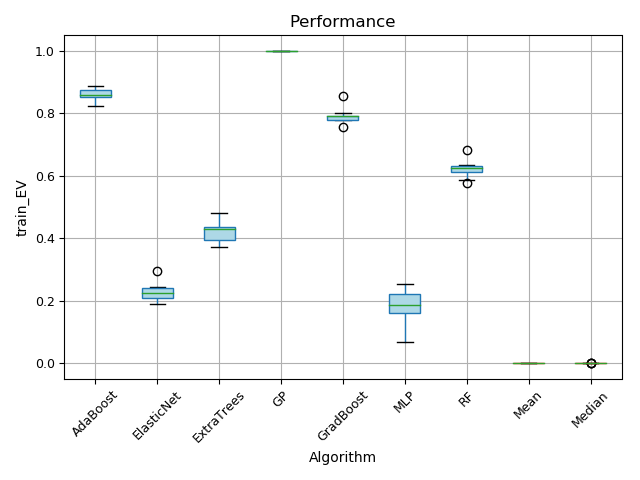 Performance
1.0
0.8
0.6
0.4
0.2
0.0
train_EV
AdaBoost
ElasticNet
ExtraTrees
GP
GradBoost
MLP
RF
Mean
Median
Algorithm